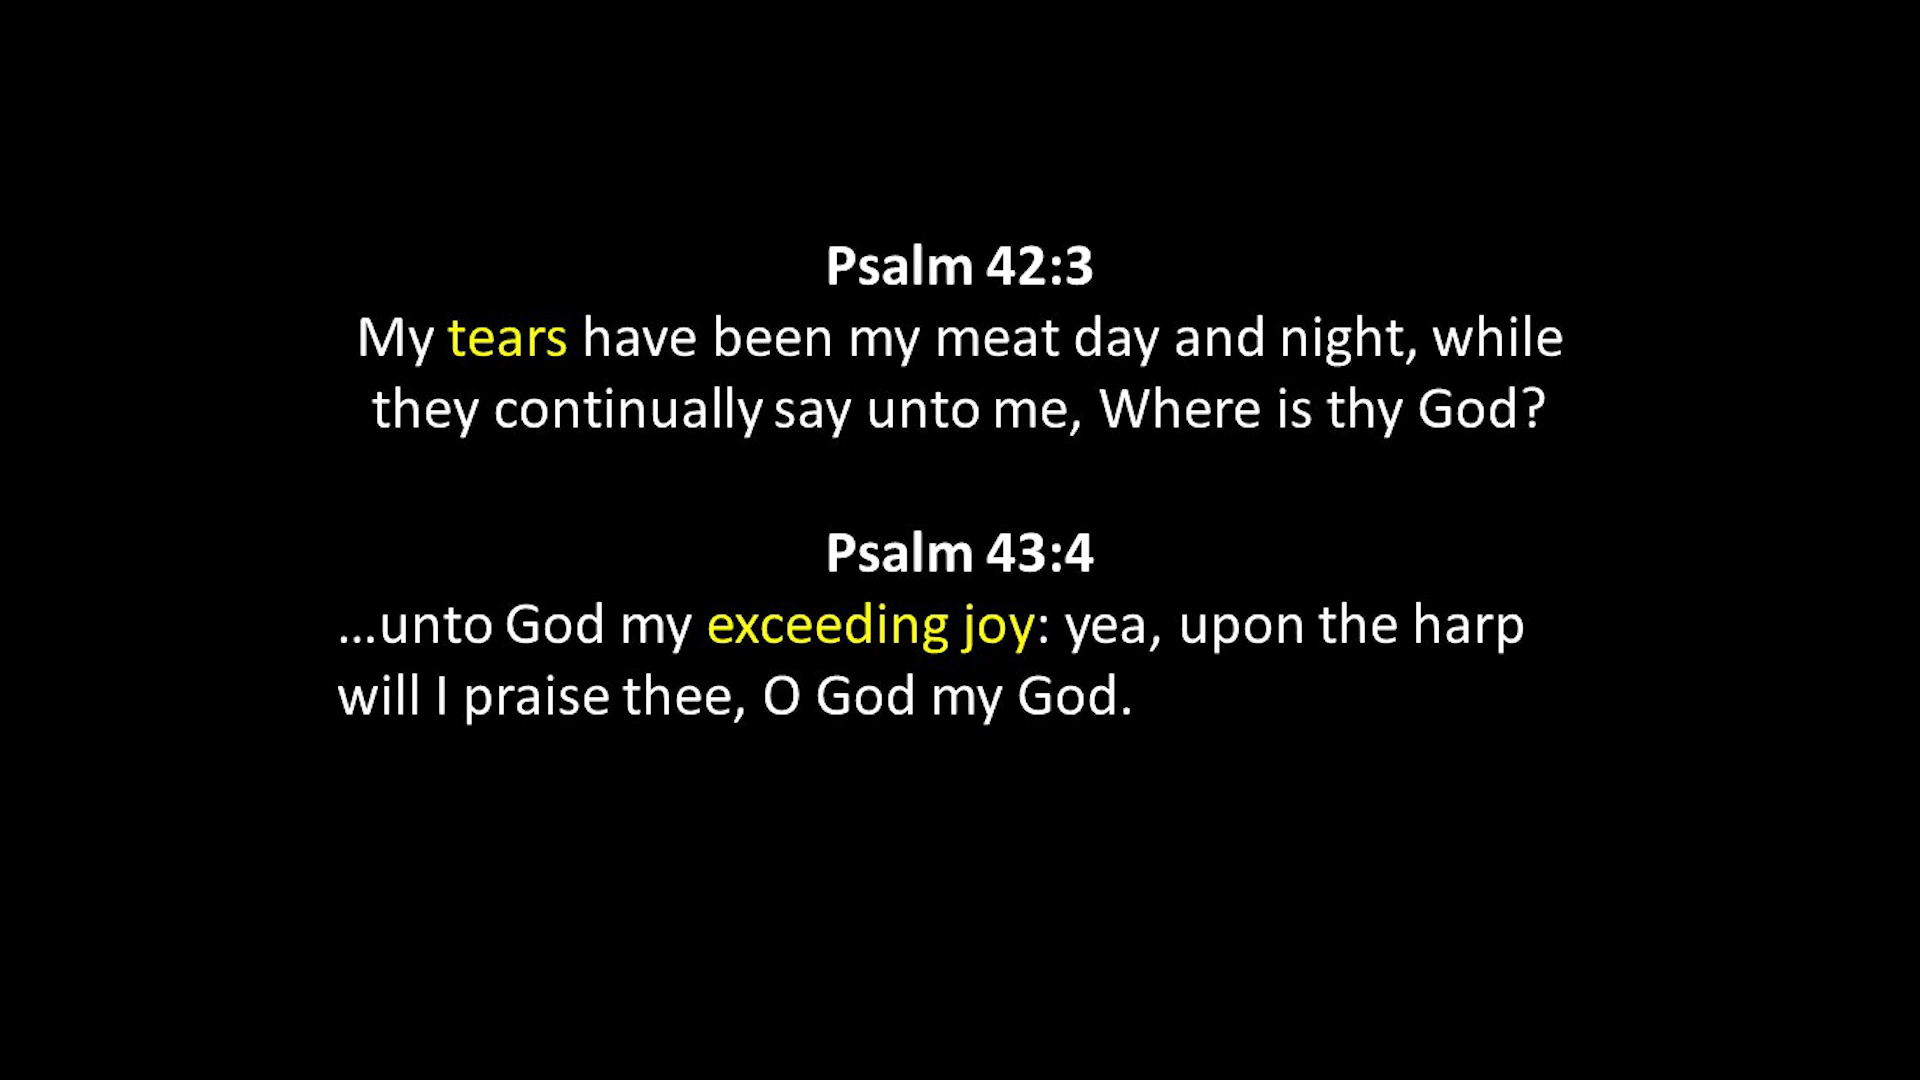 Psalm 42:3
My tears have been my meat day and night, while
they continually say unto me, Where is thy God?
Psalm 43:4
...unto God my exceeding joy: yea, upon the harp
will I praise thee, O God my God.